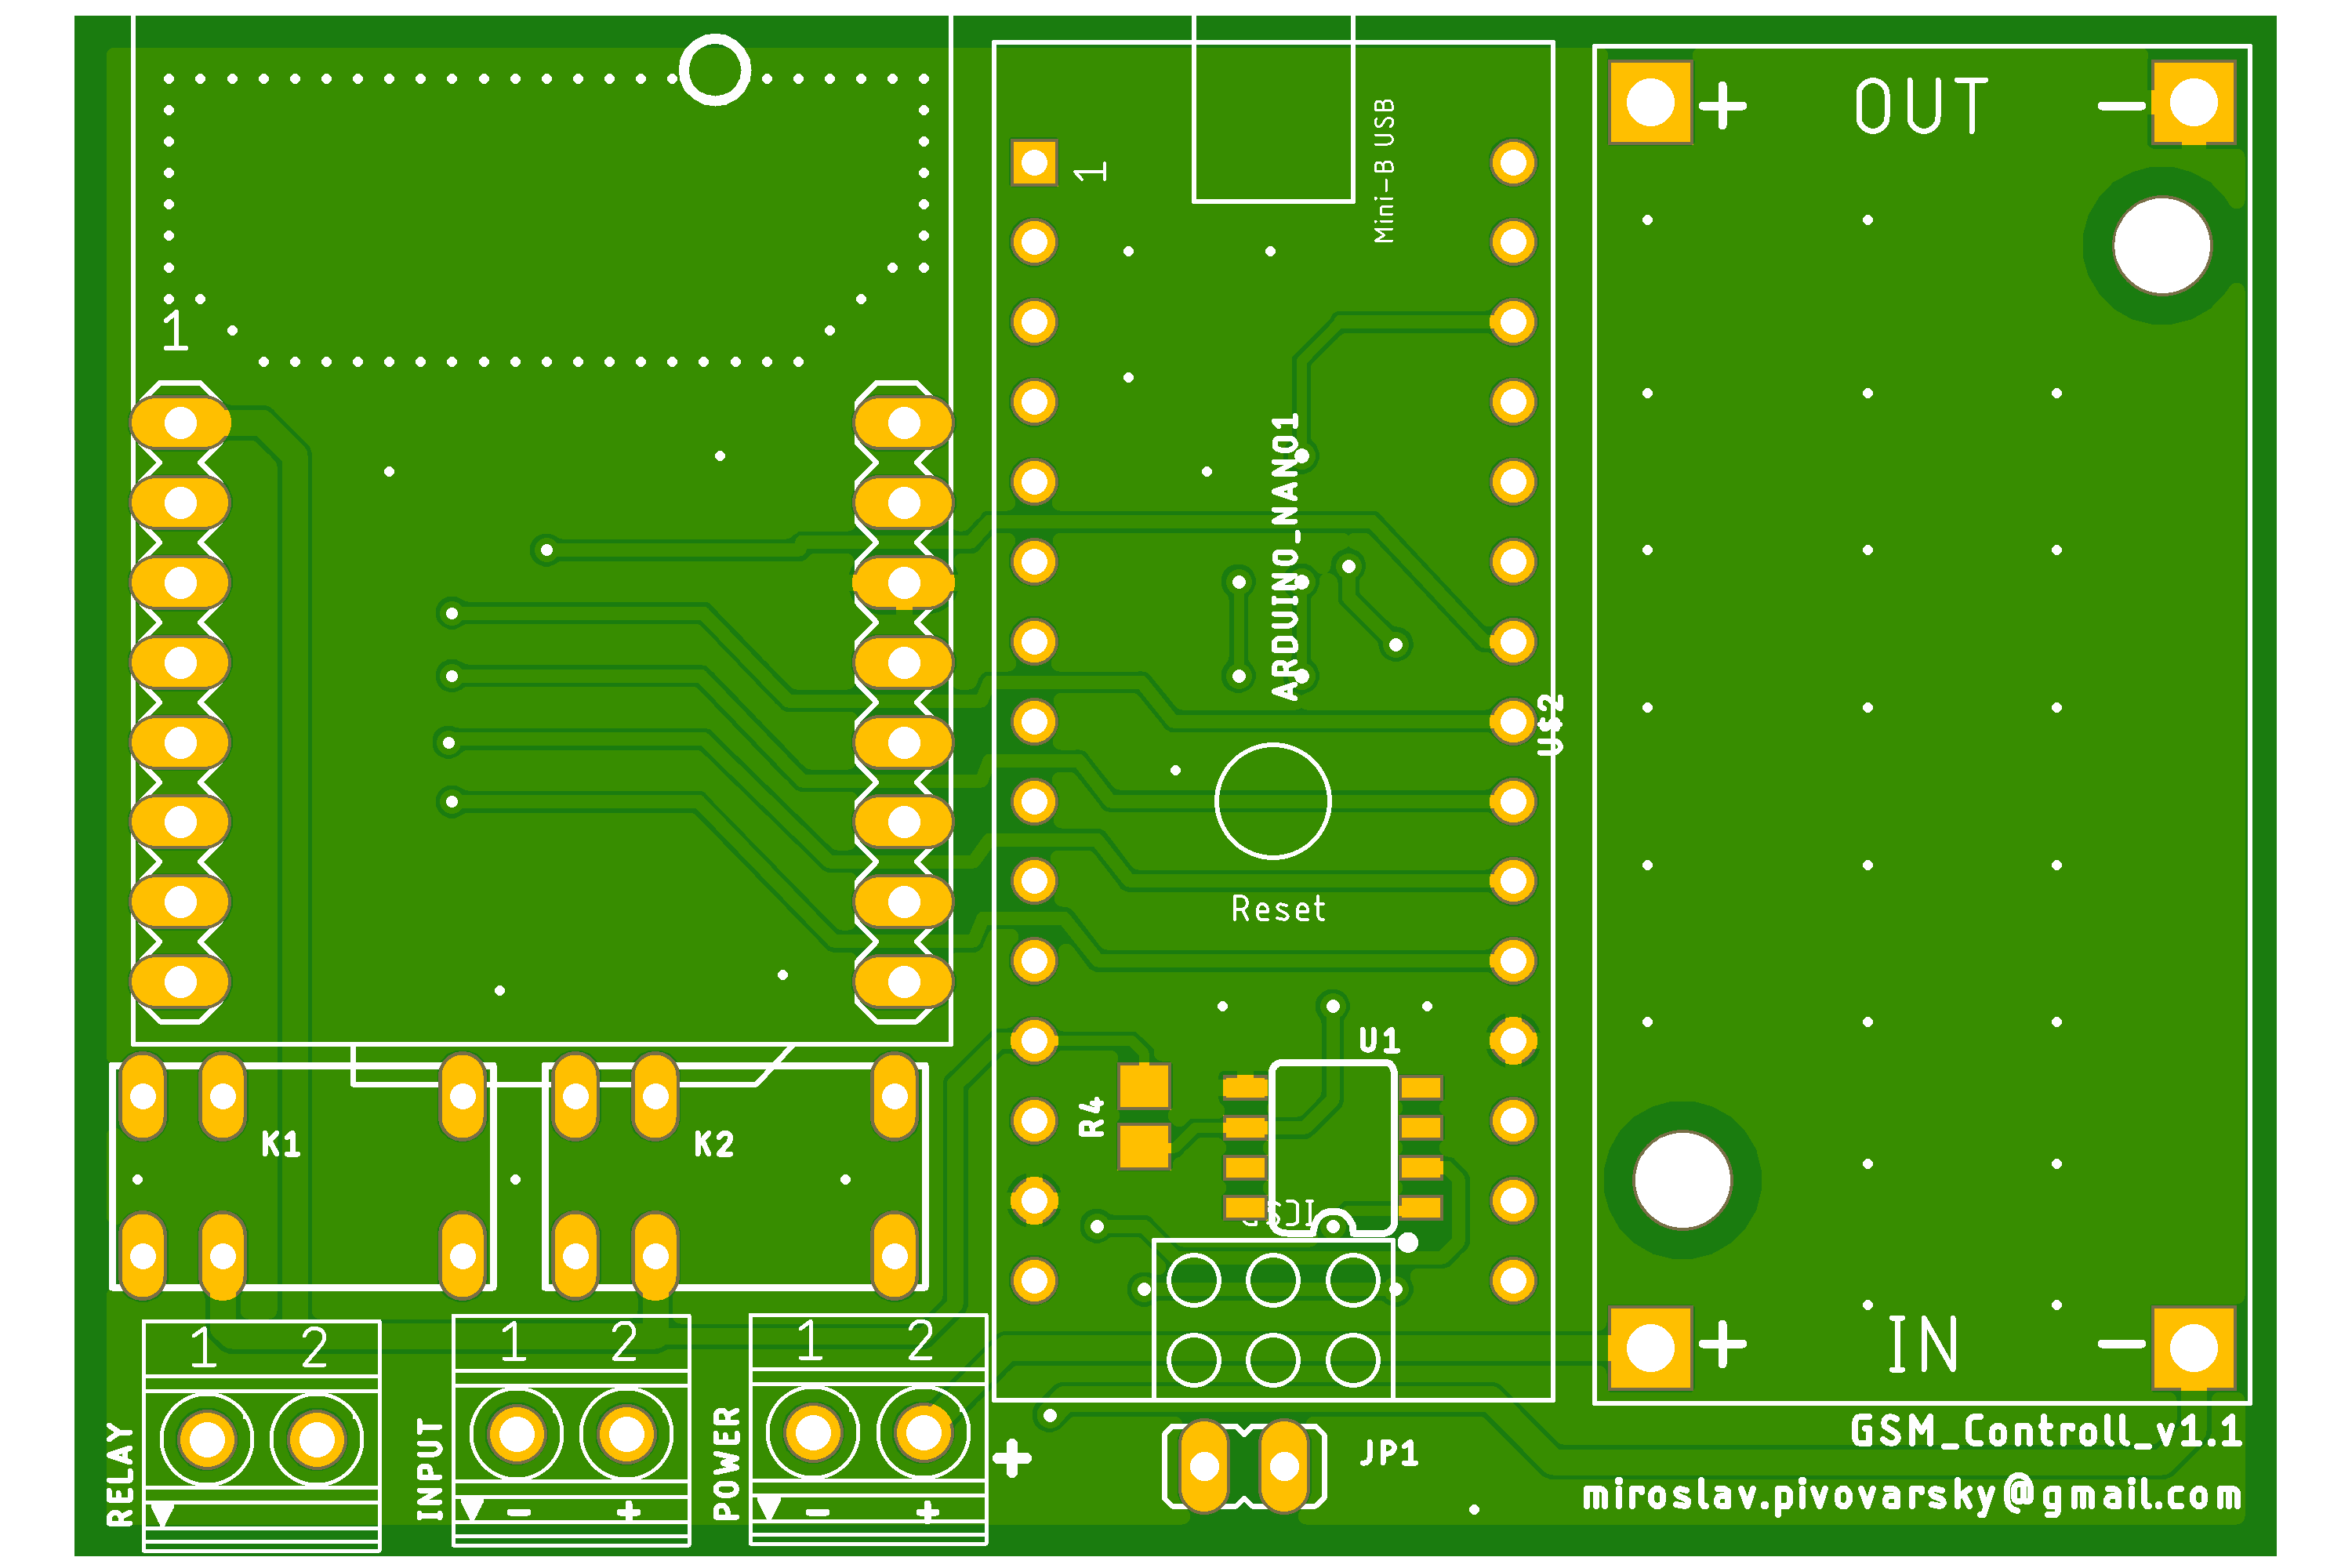 OUT
+ -
1
Mini-B USB
1
ARDUINO_NANO1
U$2
Reset
U1
R4
K1
K2
ICSP
1 2
1 2
1 2
+ -
IN
RELAY
INPUT
- +
POWER
- +
+
JP1
GSM_Controll_v1.1
miroslav.pivovarsky@gmail.com